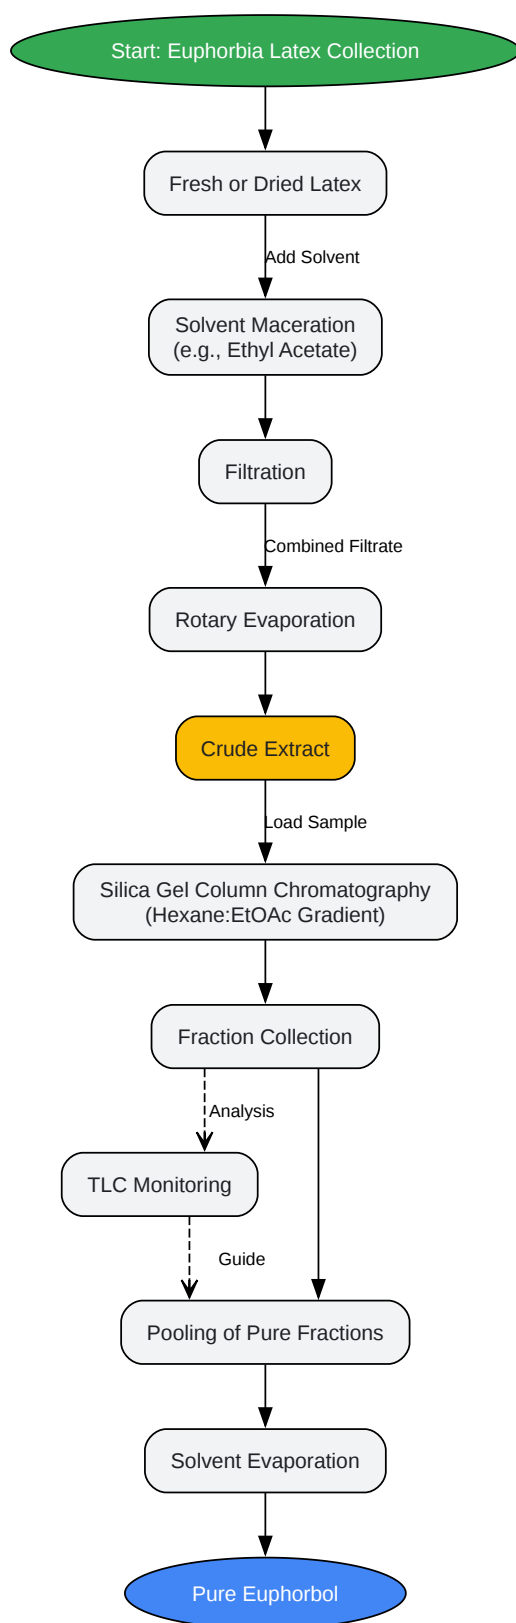 Start: Euphorbia Latex Collection
Fresh or Dried Latex
Add Solvent
Solvent Maceration
(e.g., Ethyl Acetate)
Filtration
Combined Filtrate
Rotary Evaporation
Crude Extract
Load Sample
Silica Gel Column Chromatography
(Hexane:EtOAc Gradient)
Fraction Collection
Analysis
TLC Monitoring
Guide
Pooling of Pure Fractions
Solvent Evaporation
Pure Euphorbol